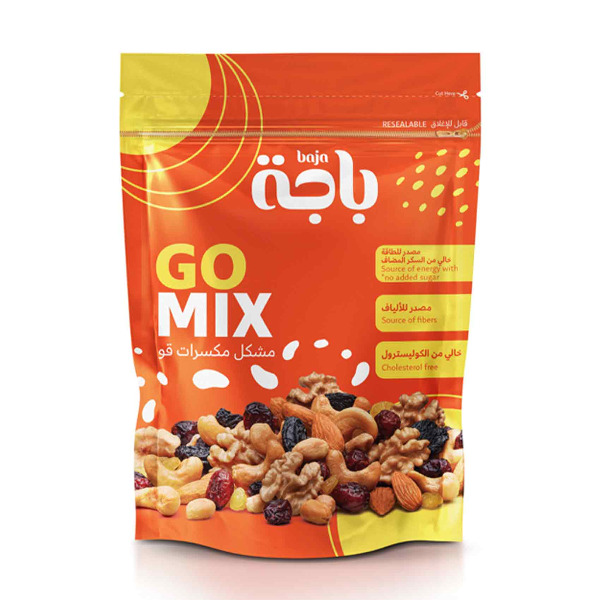 Cut Here
RESEALABLE قابل للإغلاق
baja
باجة
GO
MIX
مشكل مكسرات قو
مصدر للطاقة
خالي من السكر المضاف
Source of energy with
*no added sugar
مصدر للألياف
Source of fibers
خالي من الكوليسترول
Cholesterol free